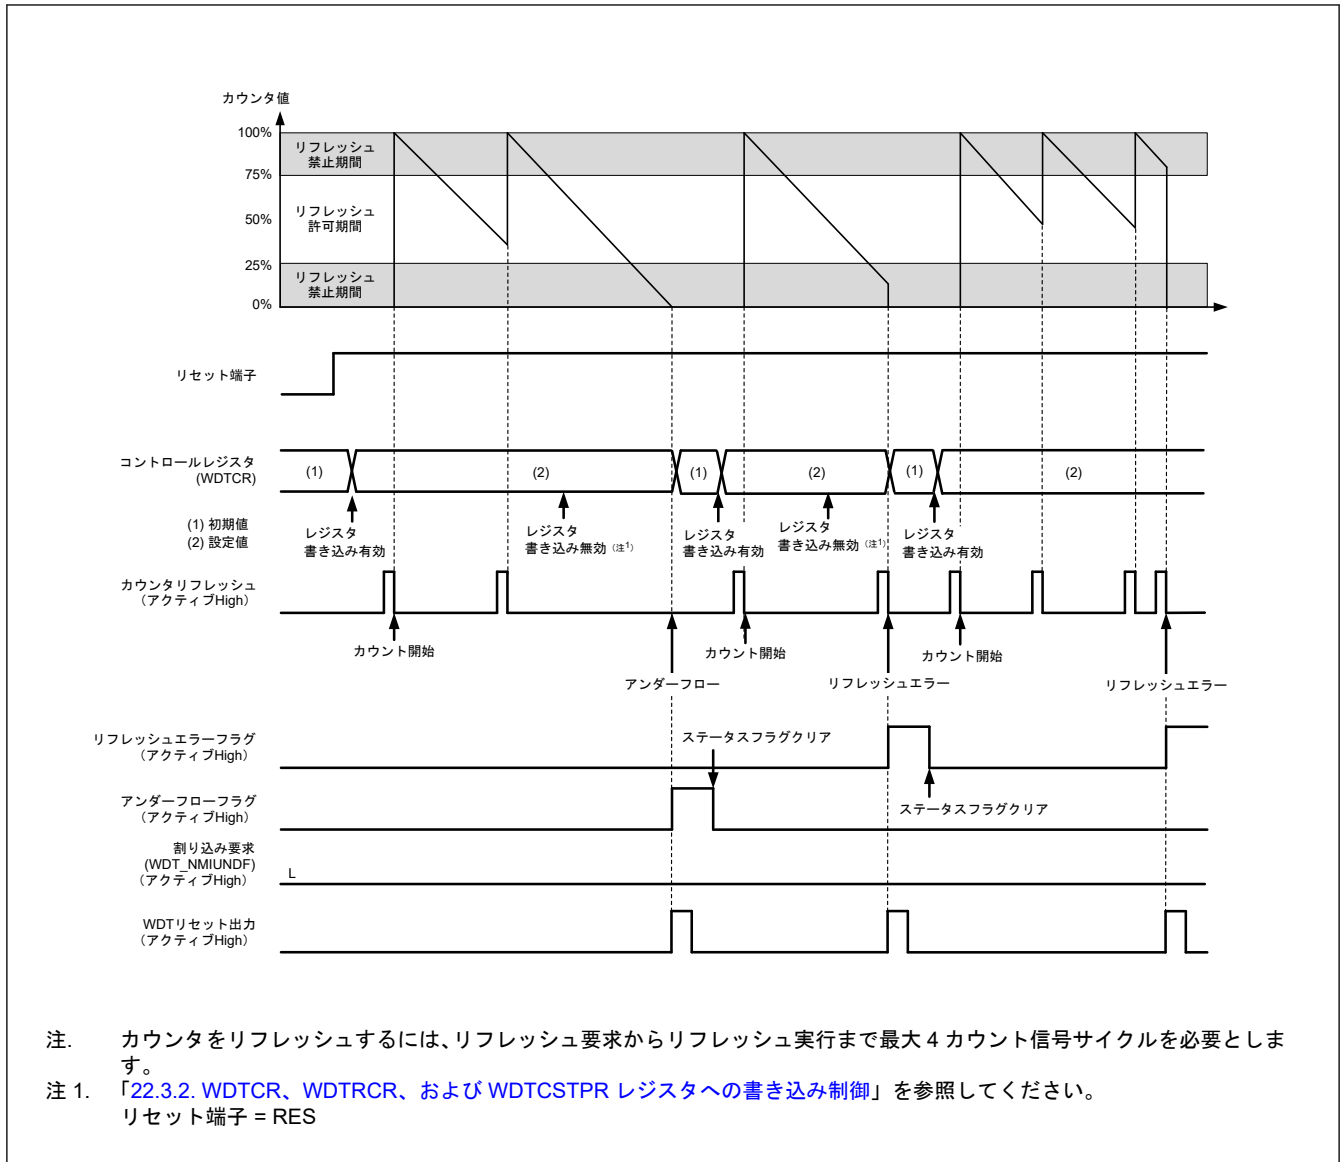 カウンタ値
100%
リフレッシュ
禁止期間
75%
50%
リフレッシュ
許可期間
25%
リフレッシュ
禁止期間
0%
リセット端子
コントロールレジスタ
(WDTCR)
(1)
(2)
(1)
(2)
(1)
(2)
(1) 初期値
(2) 設定値
レジスタ
書き込み有効
レジスタ
書き込み無効（注1）
レジスタ
書き込み有効
レジスタ
書き込み無効（注1）
レジスタ
書き込み有効
カウンタリフレッシュ
（アクティブHigh）
カウント開始
カウント開始
カウント開始
アンダーフロー
リフレッシュエラー
リフレッシュエラー
リフレッシュエラーフラグ
（アクティブHigh）
ステータスフラグクリア
アンダーフローフラグ
（アクティブHigh）
ステータスフラグクリア
割り込み要求
(WDT_NMIUNDF)
（アクティブHigh）
L
WDTリセット出力
（アクティブHigh）
注. カウンタをリフレッシュするには、リフレッシュ要求からリフレッシュ実行まで最大 4 カウント信号サイクルを必要としま
す。
注 1. 「22.3.2. WDTCR、WDTRCR、および WDTCSTPR レジスタへの書き込み制御」を参照してください。
リセット端子 = RES